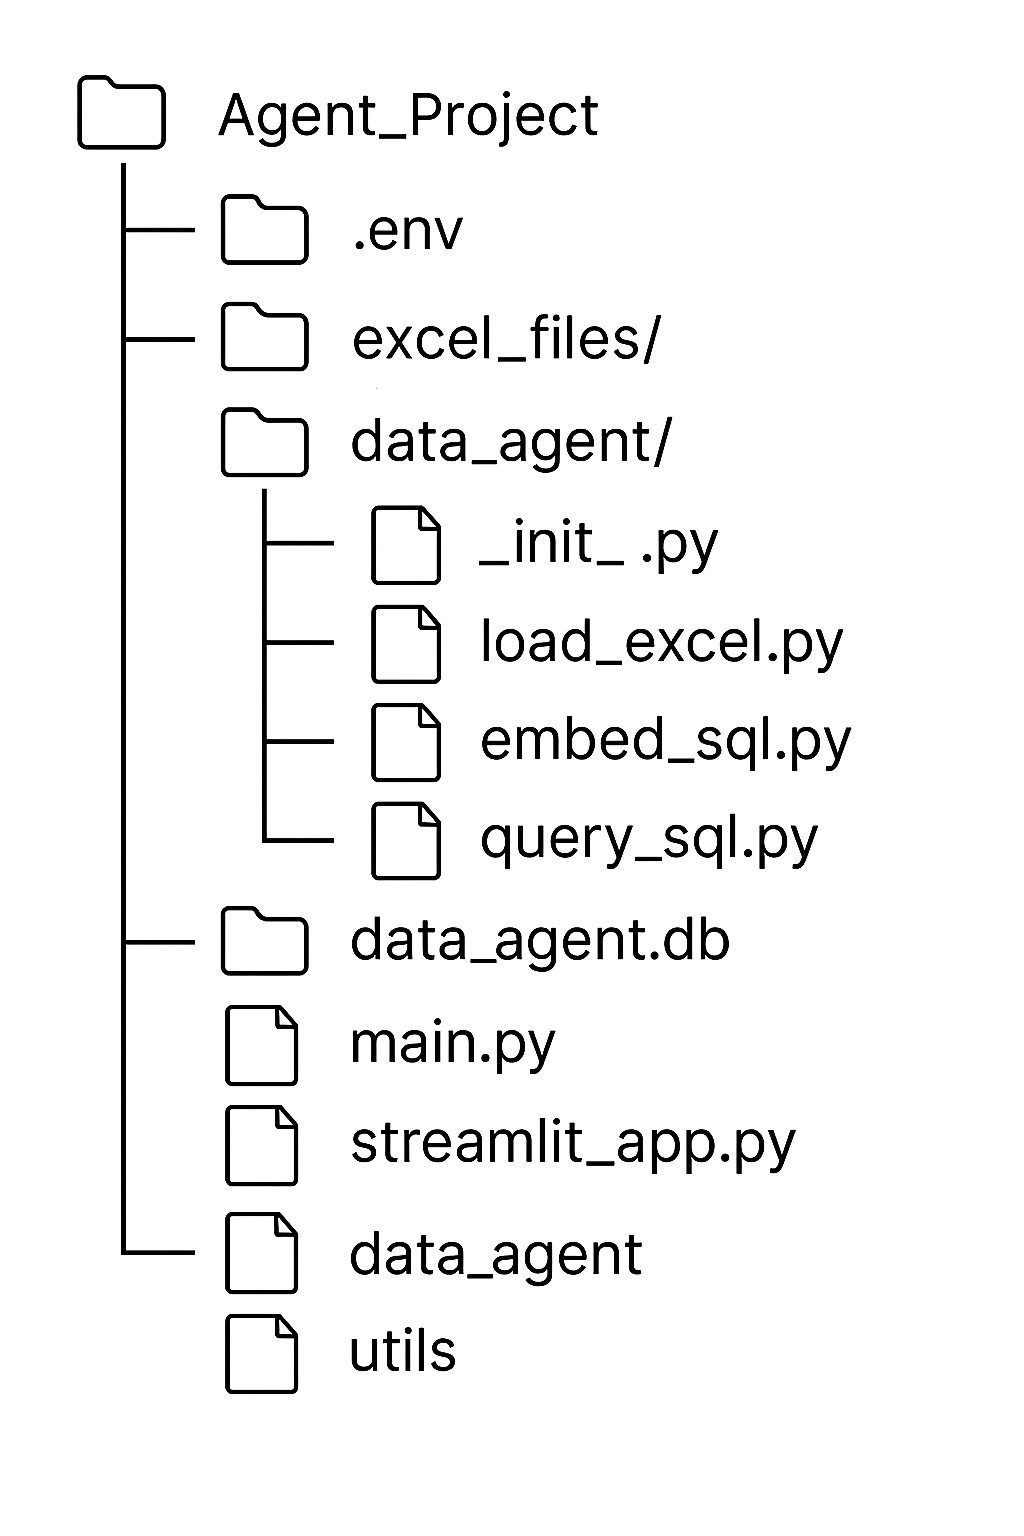 Agent_Project
.env
excel_files/
data_agent/
_init_ .py
load_excel.py
embed_sql.py
query_sql.py
data_agent.db
main.py
streamlit_app.py
data_agent
utils